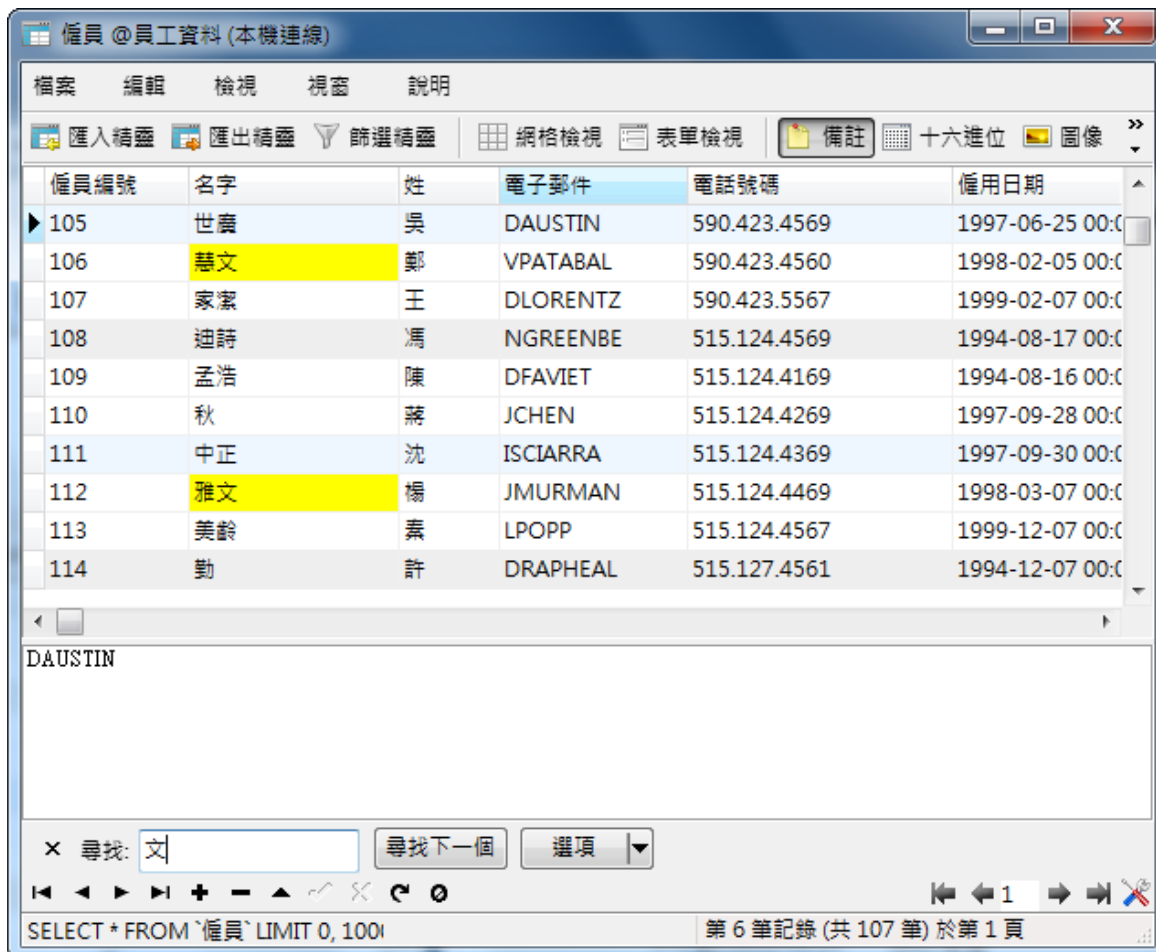 僱員 @員工資料 (本機連線)
檔案 編輯 檢視 視窗 說明
匯入精靈 匯出精靈 篩選精靈 網格檢視 表單檢視 備註 十六進位 圖像
僱員編號 名字 姓 電子郵件 電話號碼 僱用日期
105 世廣 吳 DAUSTIN 590.423.4569 1997-06-25 00:0
106 慧文 鄭 VPATABAL 590.423.4560 1998-02-05 00:0
107 家潔 王 DLORENTZ 590.423.5567 1999-02-07 00:0
108 迪詩 馮 NGREENBE 515.124.4569 1994-08-17 00:0
109 孟浩 陳 DFAVIET 515.124.4169 1994-08-16 00:0
110 秋 蔣 JCHEN 515.124.4269 1997-09-28 00:0
111 中正 沈 ISCIARRA 515.124.4369 1997-09-30 00:0
112 雅文 楊 JMURMAN 515.124.4469 1998-03-07 00:0
113 美齡 素 LPOPP 515.124.4567 1999-12-07 00:0
114 勤 許 DRAPHEAL 515.127.4561 1994-12-07 00:0
DAUSTIN
尋找: 文 尋找下一個 選項
1
SELECT * FROM `僱員` LIMIT 0, 100 第 6 筆記錄 (共 107 筆) 於第 1 頁